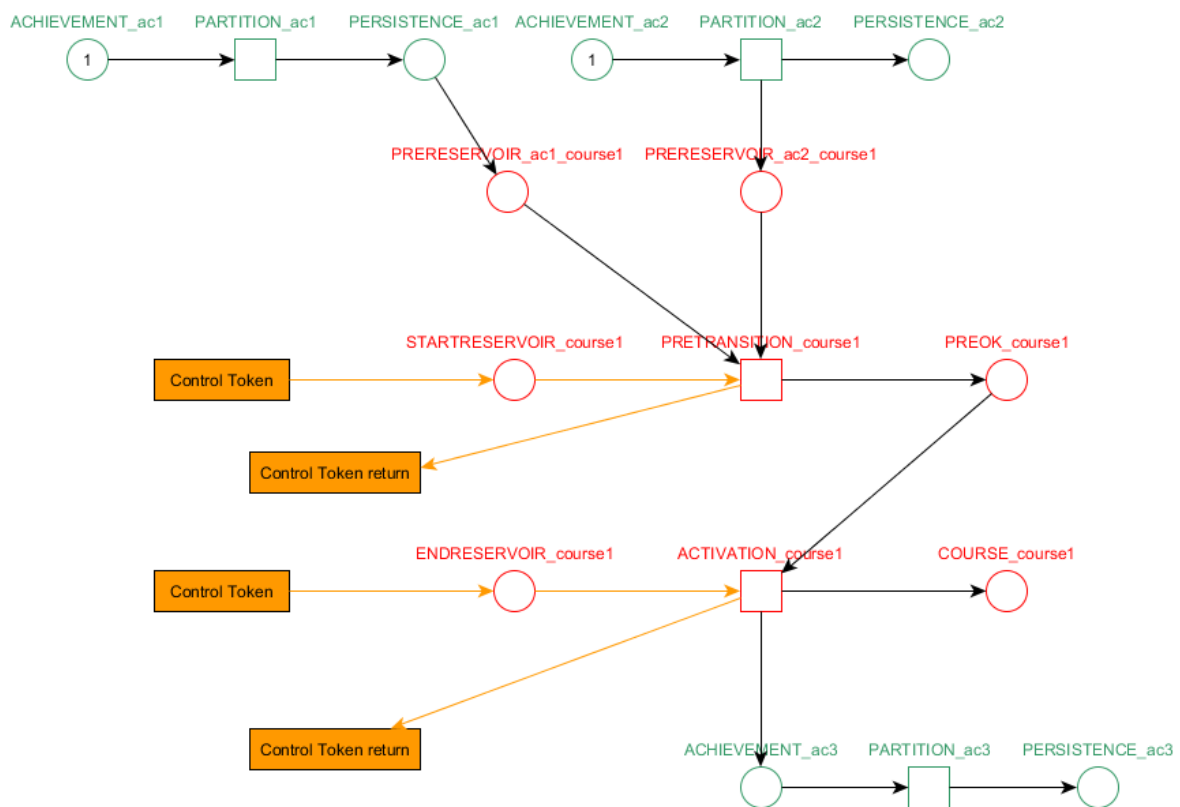 ACHIEVEMENT_ac1
PARTITION_ac1
PERSISTENCE_ac1
ACHIEVEMENT_ac2
PARTITION_ac2
PERSISTENCE_ac2
1
1
PRERESERVOIR_ac1_course1
PRERESERVOIR_ac2_course1
STARTRESERVOIR_course1
PRETRANSITION_course1
PREOK_course1
Control Token
Control Token return
ENDRESERVOIR_course1
ACTIVATION_course1
COURSE_course1
Control Token
Control Token return
ACHIEVEMENT_ac3
PARTITION_ac3
PERSISTENCE_ac3